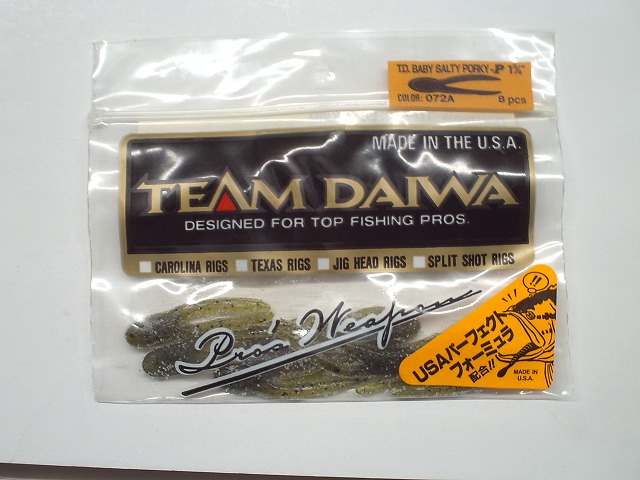 T.D. BABY SALTY PORKY-P 1¾"
COLOR: 072A 8 pcs
MADE IN THE U.S.A.
TEAM DAIWA
DESIGNED FOR TOP FISHING PROS.
CAROLINA RIGS TEXAS RIGS JIG HEAD RIGS SPLIT SHOT RIGS
Pro's Weapon
!!
USAパーフェクト
フォーミュラ
配合!!
MADE IN
U.S.A.